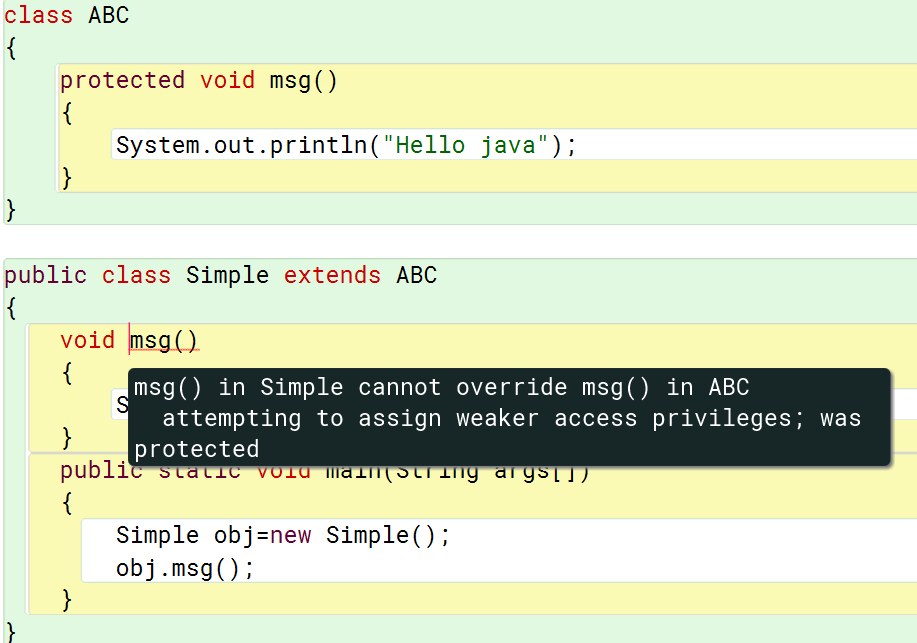 class ABC
{
protected void msg()
{
System.out.println("Hello java");
}
}
public class Simple extends ABC
{
void msg()
{
S
msg() in Simple cannot override msg() in ABC
attempting to assign weaker access privileges; was
protected
}
public static void main(String args[])
{
Simple obj=new Simple();
obj.msg();
}
}